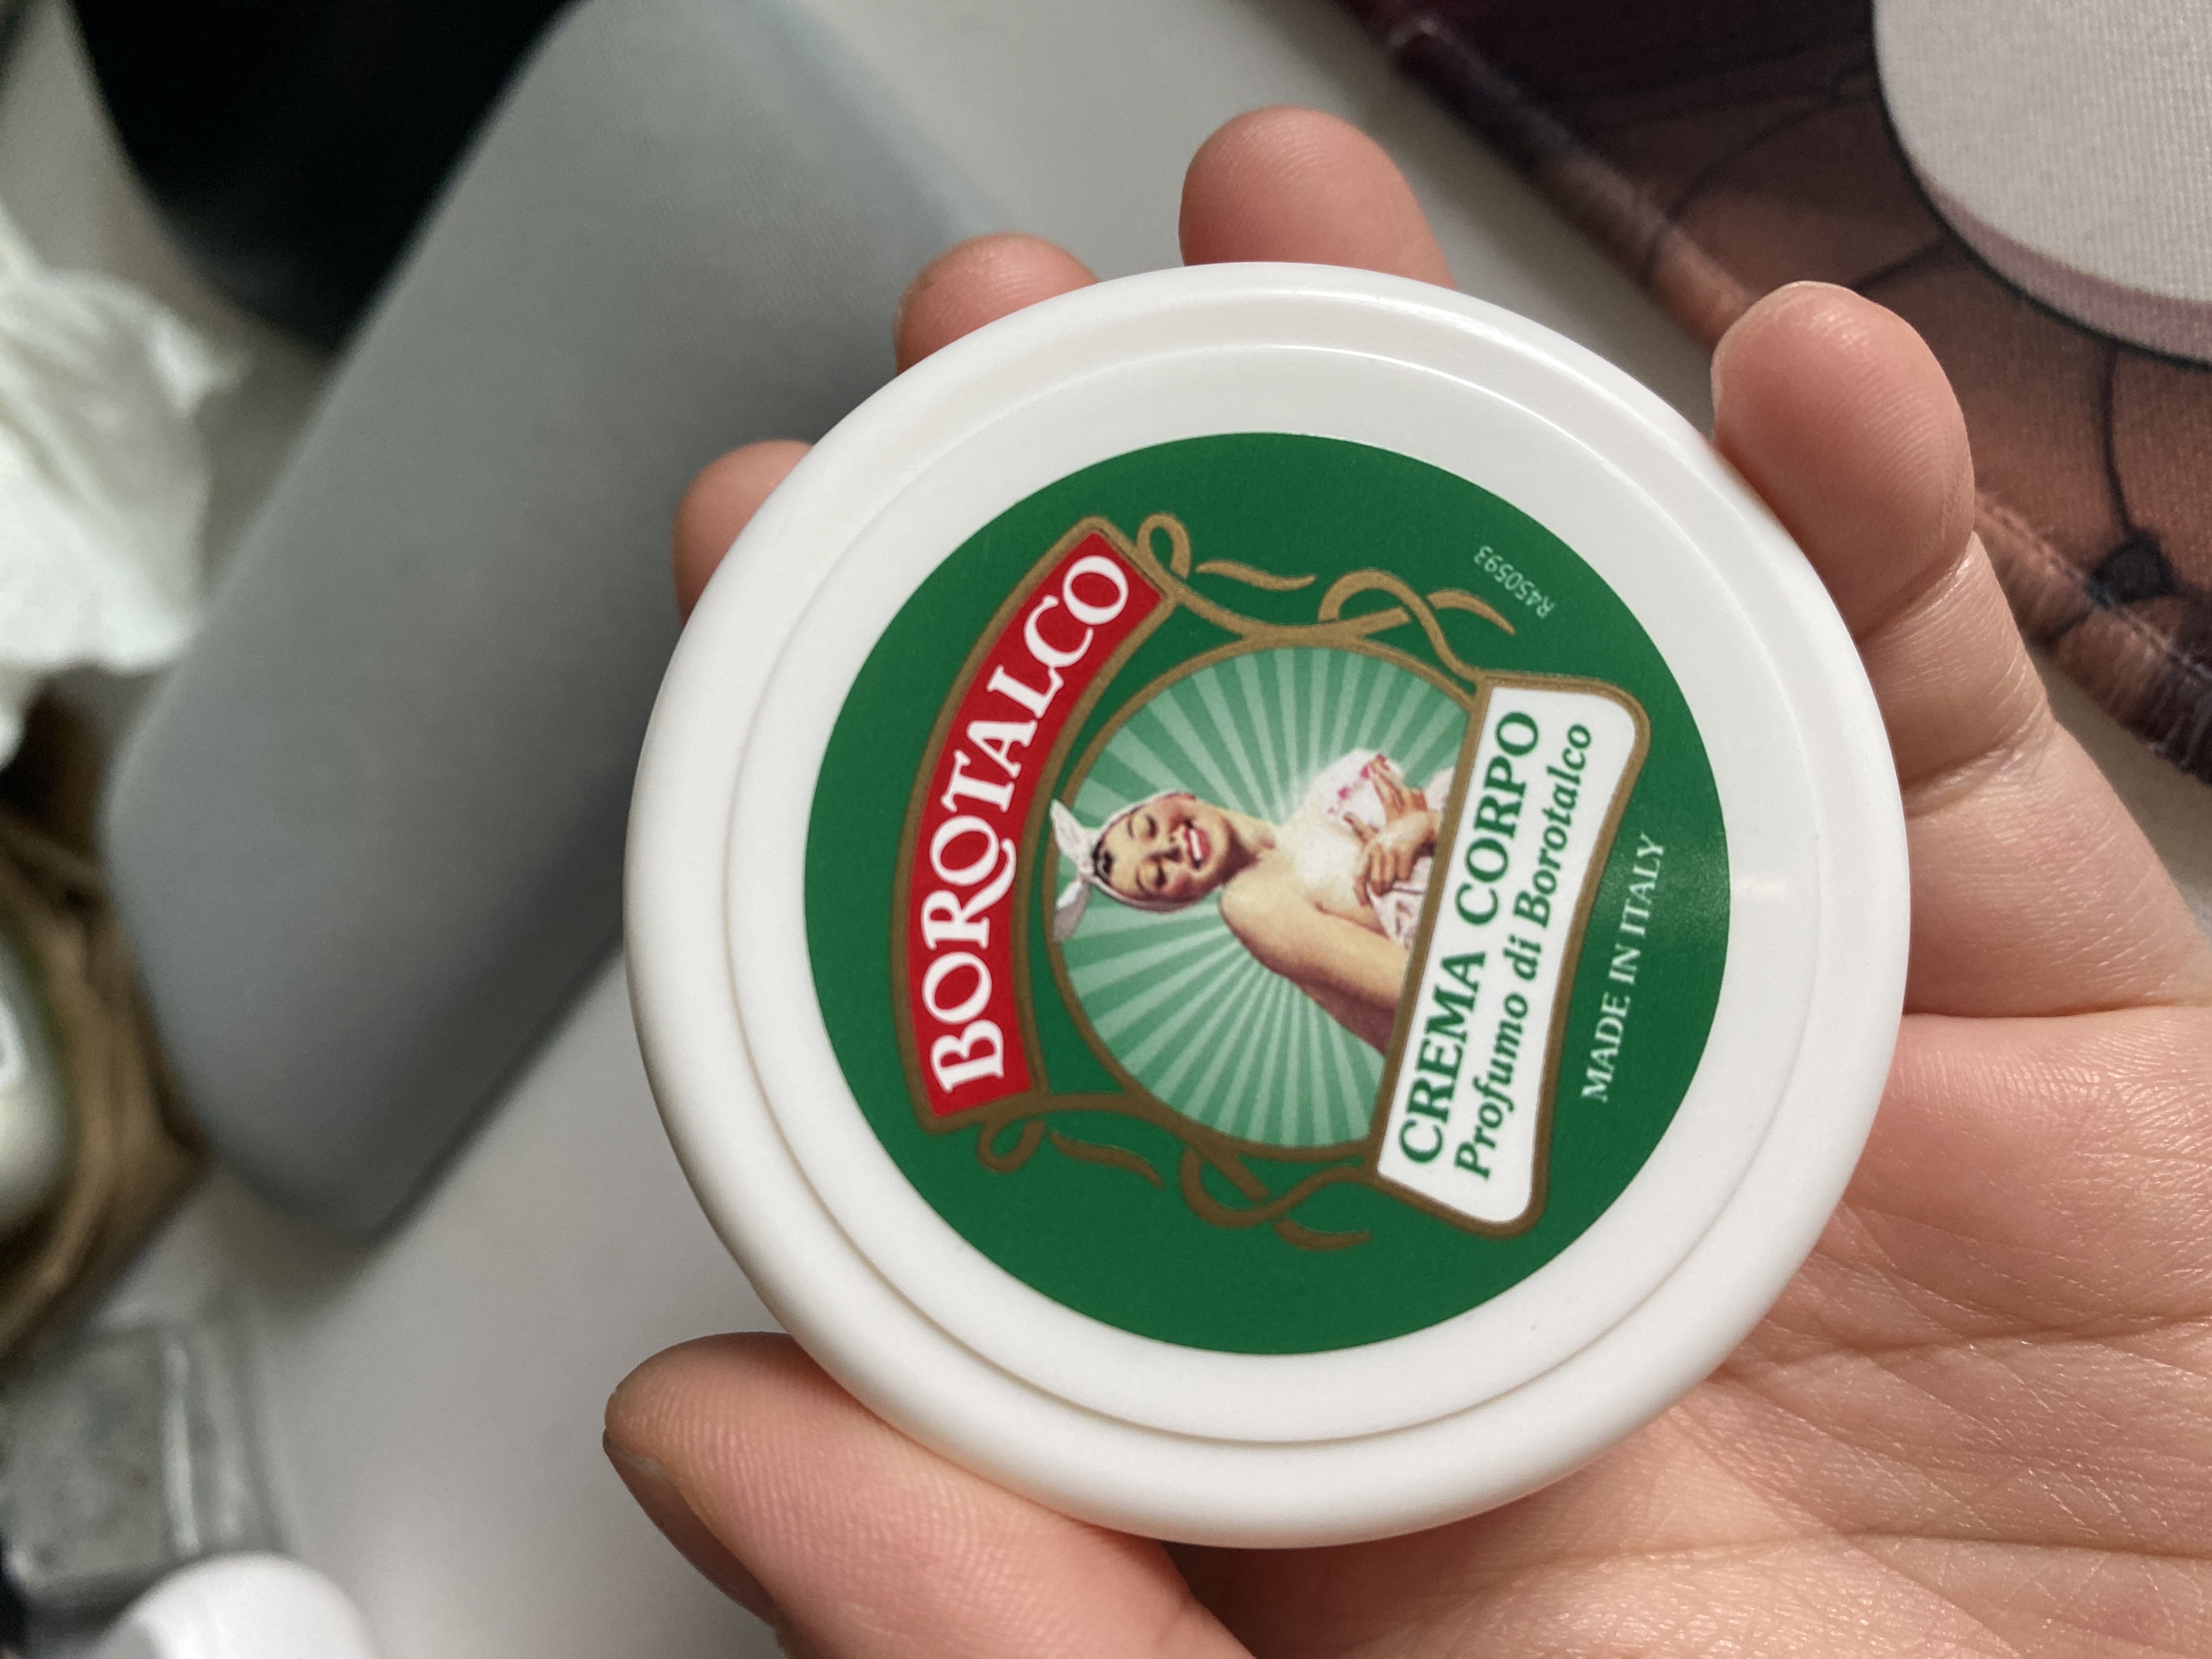 BOROTALCO
CREMA CORPO
Profumo di Borotalco
MADE IN ITALY
R450593